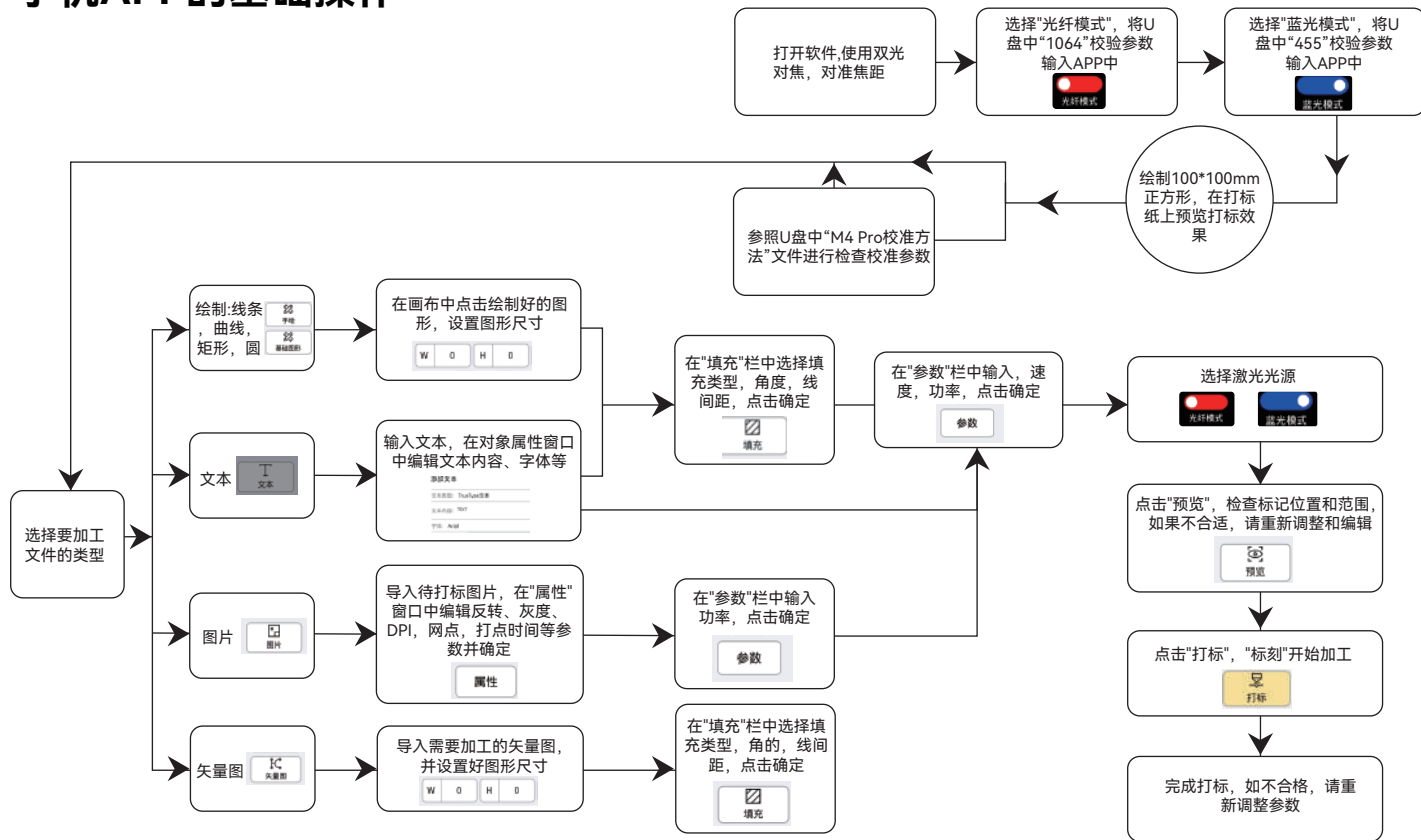 手机APP的基础操作
打开软件,使用双光
对焦，对准焦距
选择"光纤模式"，将U
盘中“1064”校验参数
输入APP中
光纤模式
选择"蓝光模式"，将U
盘中“455”校验参数
输入APP中
蓝光模式
绘制100*100mm
正方形，在打标
纸上预览打标效
果
参照U盘中“M4 Pro校准方
法”文件进行检查校准参数
选择要加工
文件的类型
绘制:线条
，曲线，
矩形，圆
手绘
基础图形
在画布中点击绘制好的图
形，设置图形尺寸
W 0 H 0
文本
T
文本
输入文本，在对象属性窗口
中编辑文本内容、字体等
添加文本
文本类型: TrueType字体
文本内容: TEXT
字体: Arial
在"填充"栏中选择填
充类型，角度，线
间距，点击确定
填充
在"参数"栏中输入，速
度，功率，点击确定
参数
图片
图片
导入待打标图片，在"属性"
窗口中编辑反转、灰度、
DPI，网点，打点时间等参
数并确定
属性
在"参数"栏中输入
功率，点击确定
参数
矢量图
矢量图
导入需要加工的矢量图，
并设置好图形尺寸
W 0 H 0
在"填充"栏中选择填
充类型，角的，线间
距，点击确定
填充
选择激光光源
光纤模式 蓝光模式
点击"预览"，检查标记位置和范围，
如果不合适，请重新调整和编辑
预览
点击"打标"，"标刻"开始加工
打标
完成打标，如不合格，请重
新调整参数